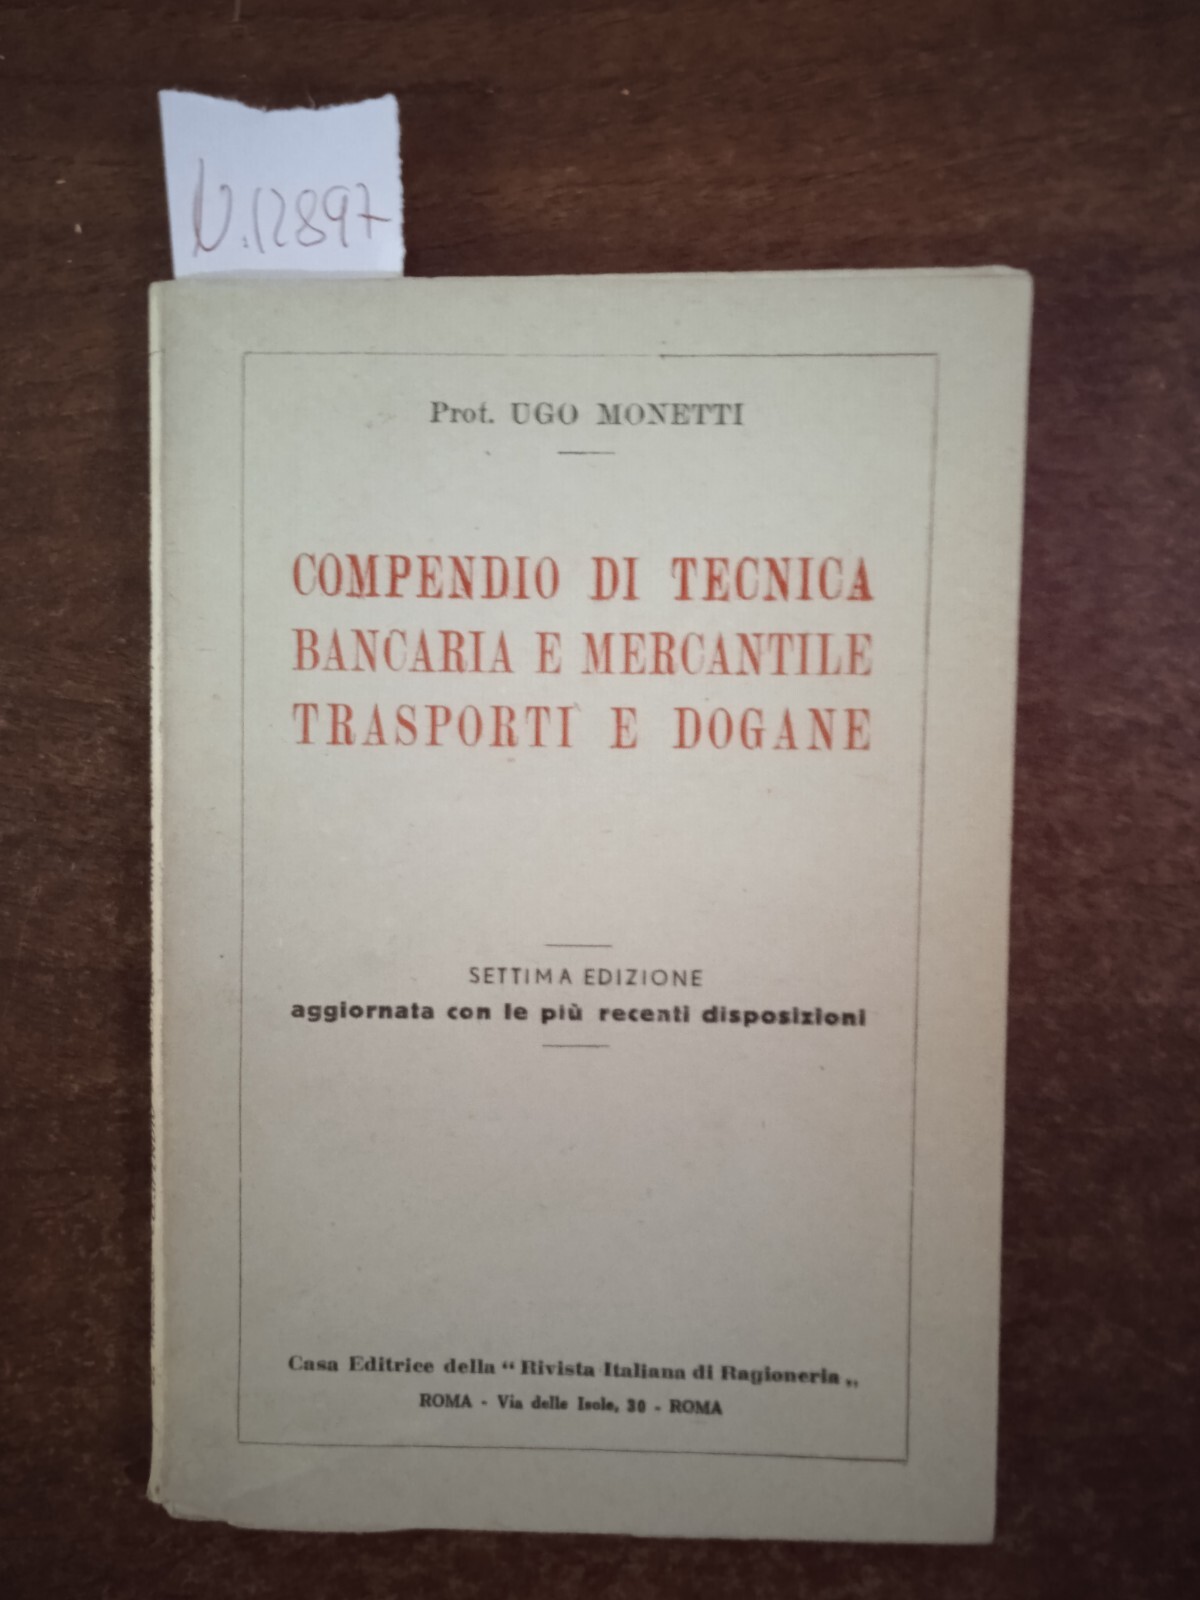 N.12897
Prof. UGO MONETTI
COMPENDIO DI TECNICA
BANCARIA E MERCANTILE
TRASPORTI E DOGANE
SETTIMA EDIZIONE
aggiornata con le più recenti disposizioni
Casa Editrice della “ Rivista Italiana di Ragioneria „
ROMA - Via delle Isole, 30 - ROMA